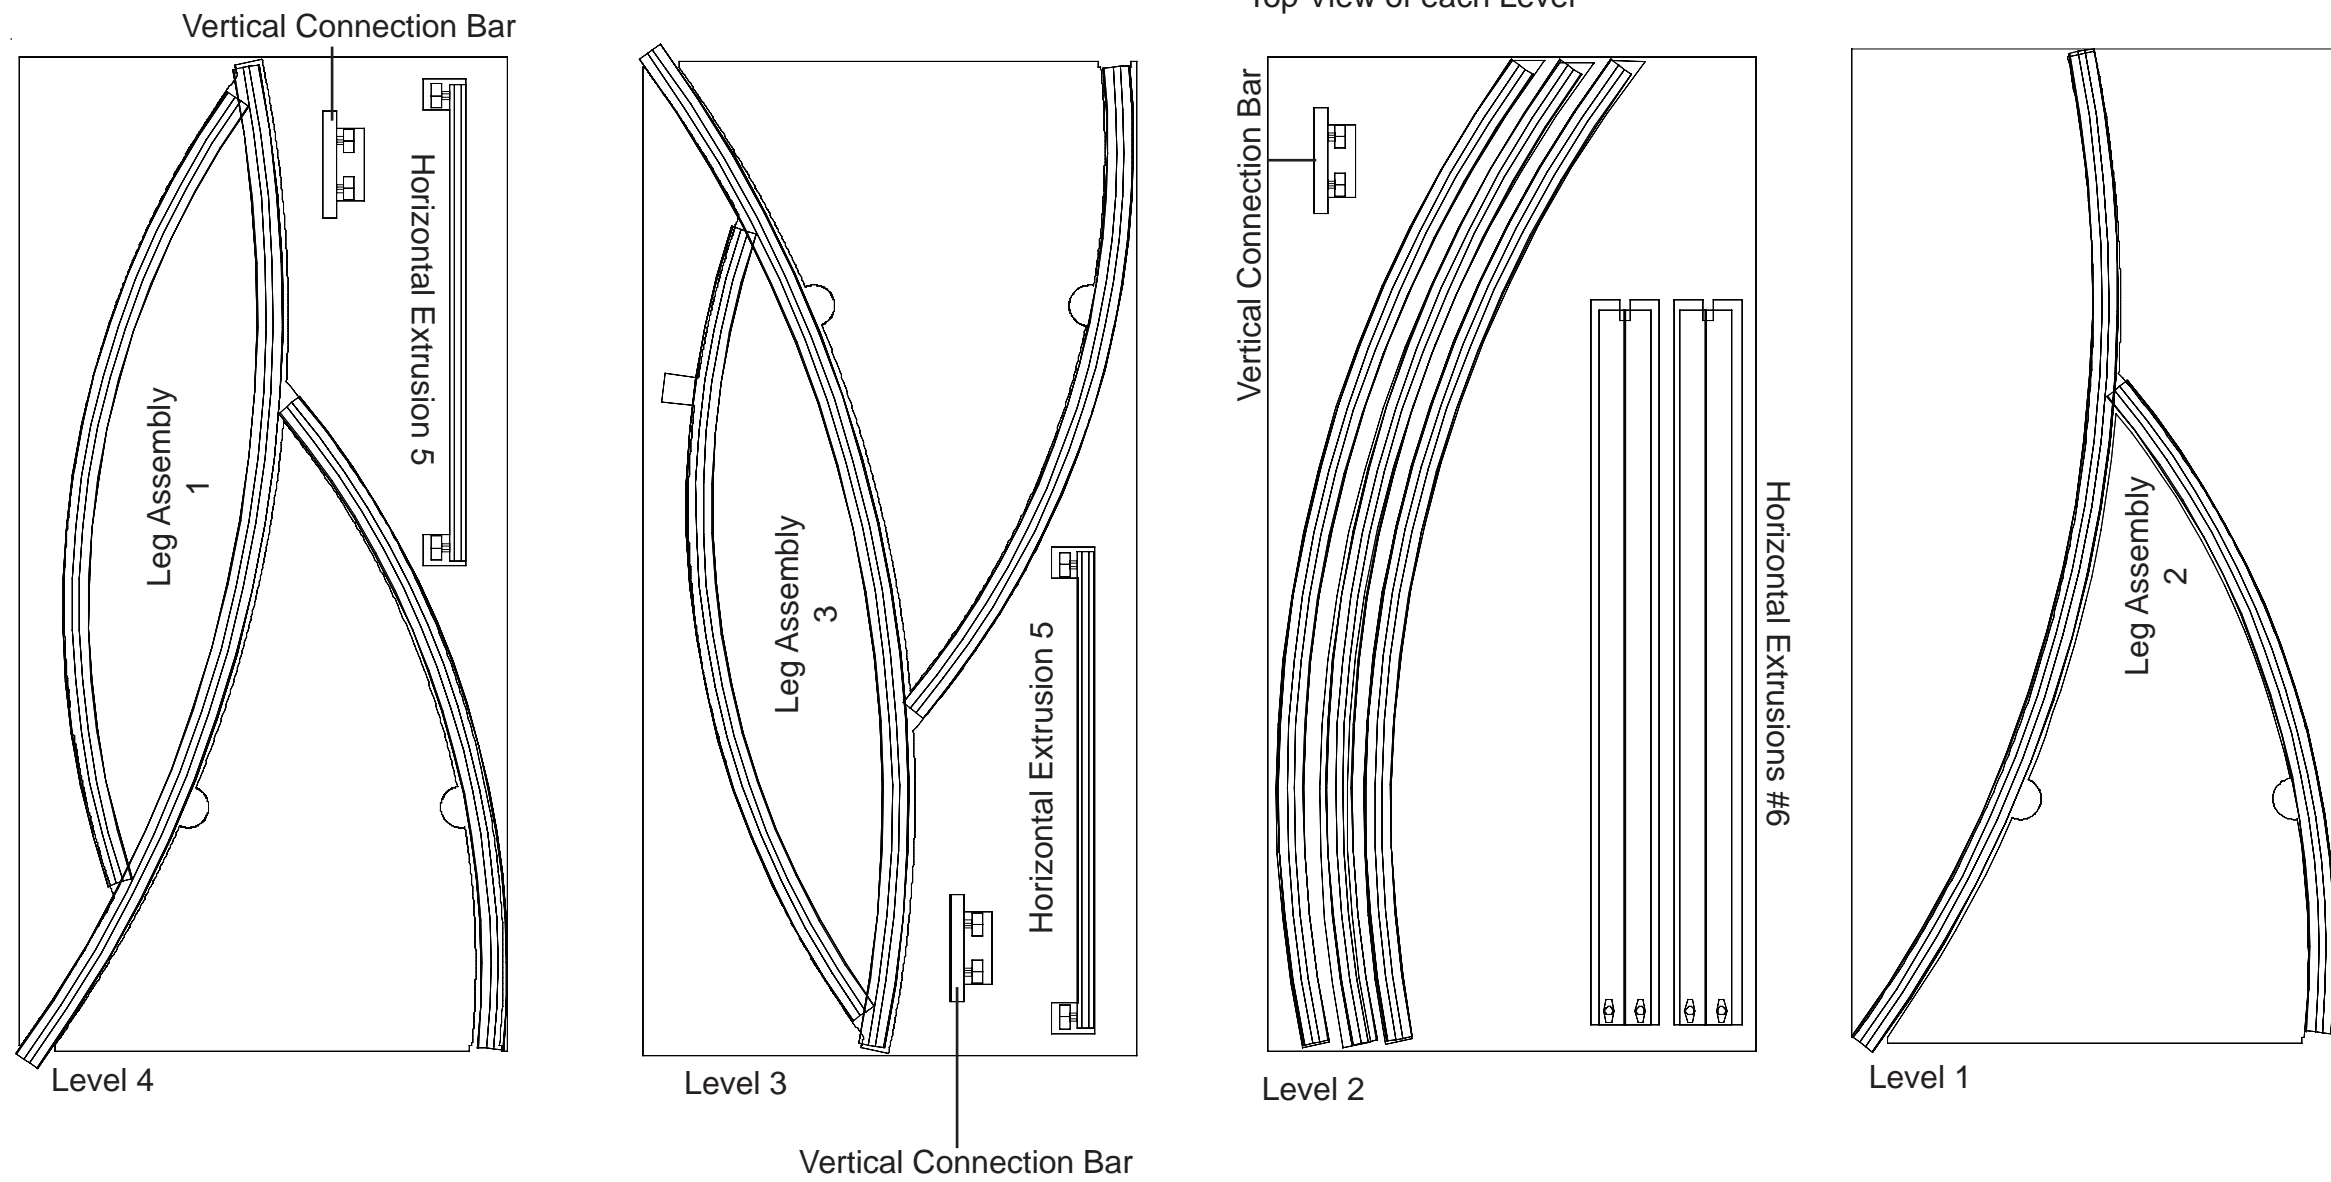 Top View of each Level
Vertical Connection Bar
Leg Assembly
1
Horizontal Extrusion 5
Level 4
Leg Assembly
3
Horizontal Extrusion 5
Level 3
Vertical Connection Bar
Vertical Connection Bar
Horizontal Extrusions #6
Level 2
Leg Assembly
2
Level 1